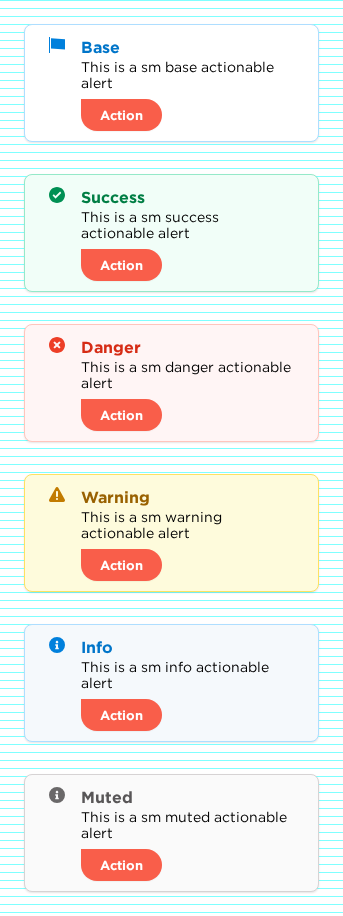 Base
This is a sm base actionable
alert
Action
Success
This is a sm success
actionable alert
Action
Danger
This is a sm danger actionable
alert
Action
Warning
This is a sm warning
actionable alert
Action
Info
This is a sm info actionable
alert
Action
Muted
This is a sm muted actionable
alert
Action